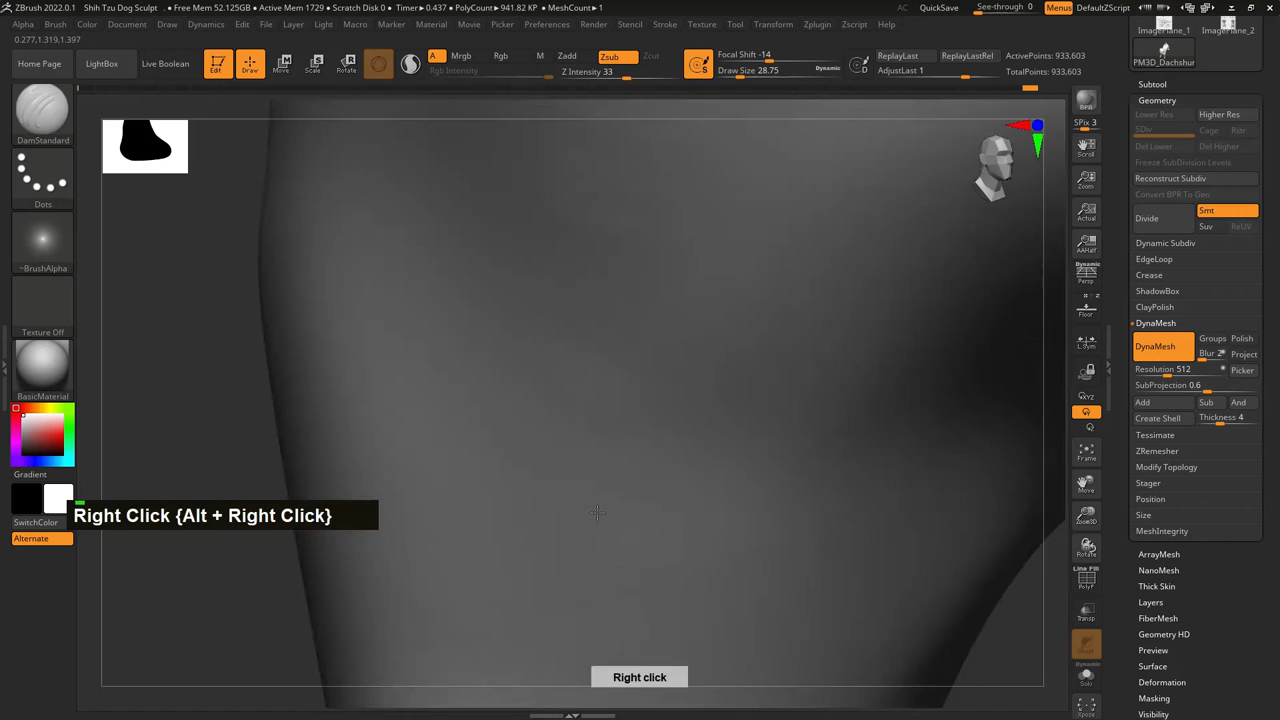 ZBrush 2022.0.1 Shih Tzu Dog Sculpt • Free Mem 52.125GB • Active Mem 1729 • Scratch Disk 0 • Timer▶0.437 • PolyCount▶941.82 KP • MeshCount▶1
AC QuickSave See-through 0 Menus DefaultZScript
Alpha Brush Color Document Draw Dynamics Edit File Layer Light Macro Marker Material Movie Picker Preferences Render Stencil Stroke Texture Tool Transform Zplugin Zscript Help
0.277,1.319,1.397
Home Page
LightBox
Live Boolean
Edit
Draw
Move
Scale
Rotate
A Mrgb Rgb M Zadd Zsub Zcut
Rgb Intensity Z Intensity 33
S
Focal Shift -14
Draw Size 28.75 Dynamic
D
ReplayLast ReplayLastRel
AdjustLast 1
ActivePoints: 933,603
TotalPoints: 933,603
DamStandard
Dots
~BrushAlpha
Texture Off
BasicMaterial
Gradient
SwitchColor
Alternate
Right Click {Alt + Right Click}
Right click
BPR
SPix 3
Scroll
Zoom
Actual
AAHalf
Dynamic
Persp
Floor
L.Sym
XYZ
Frame
Move
Zoom3D
Rotate
Line Fill
PolyF
Transp
Dynamic
Solo
Xpose
ImagePlane_1 ImagePlane_2
PM3D_Dachshur
Subtool
Geometry
Lower Res Higher Res
SDiv Cage Rstr
Del Lower Del Higher
Freeze SubDivision Levels
Reconstruct Subdiv
Convert BPR To Geo
Divide Smt
Suv ReUV
Dynamic Subdiv
EdgeLoop
Crease
ShadowBox
ClayPolish
DynaMesh
DynaMesh Groups Polish
Blur 2 Project
Resolution 512 Picker
SubProjection 0.6
Add Sub And
Create Shell Thickness 4
Tessimate
ZRemesher
Modify Topology
Stager
Position
Size
MeshIntegrity
ArrayMesh
NanoMesh
Thick Skin
Layers
FiberMesh
Geometry HD
Preview
Surface
Deformation
Masking
Visibility